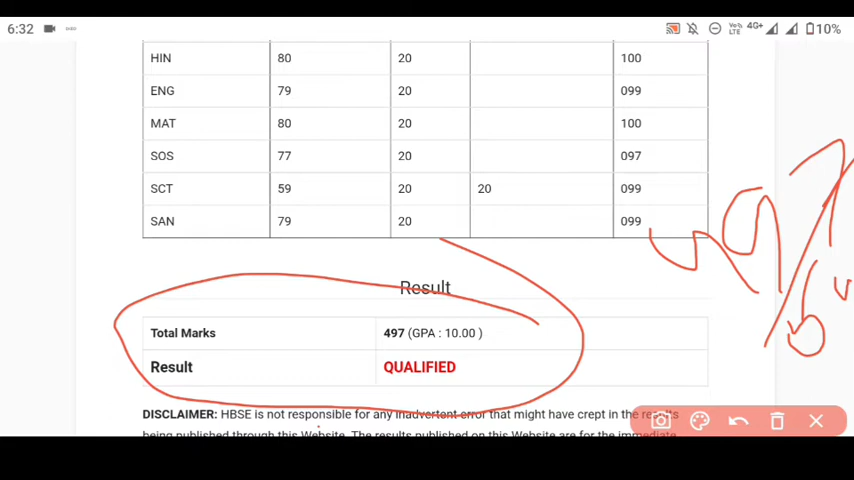 6:32 4G+ 10%
HIN 80 20 100
ENG 79 20 099
MAT 80 20 100
SOS 77 20 097
SCT 59 20 20 099
SAN 79 20 099
Result
Total Marks 497 (GPA : 10.00 )
Result QUALIFIED
DISCLAIMER: HBSE is not responsible for any inadvertent error that might have crept in the results
being published through this Website. The results published on this Website are for the immediate